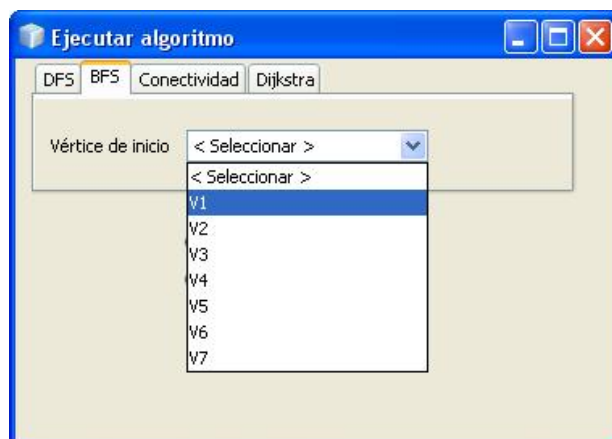 Ejecutar algoritmo
DFS BFS Conectividad Dijkstra
Vértice de inicio < Seleccionar >
< Seleccionar >
V1
V2
V3
V4
V5
V6
V7